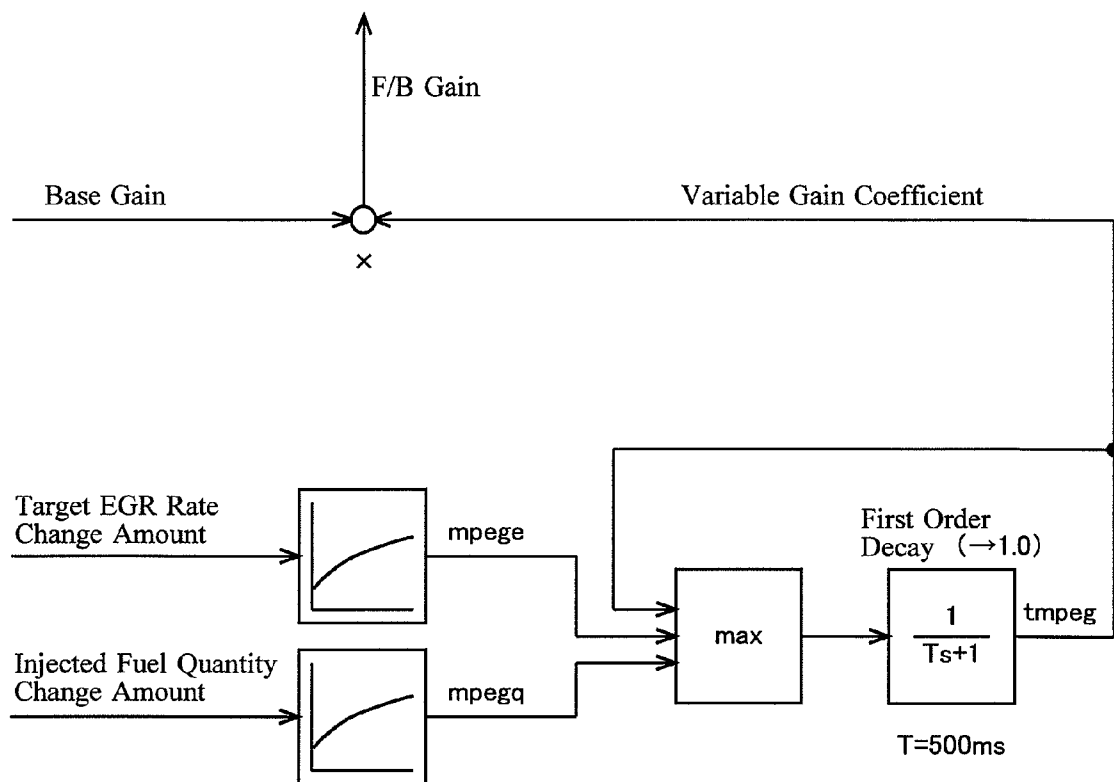 F/B Gain
Base Gain
Variable Gain Coefficient
×
Target EGR Rate
Change Amount
mpege
First Order
Decay (→1.0)
max
1
Ts+1
tmpeg
Injected Fuel Quantity
Change Amount
mpegq
T=500ms